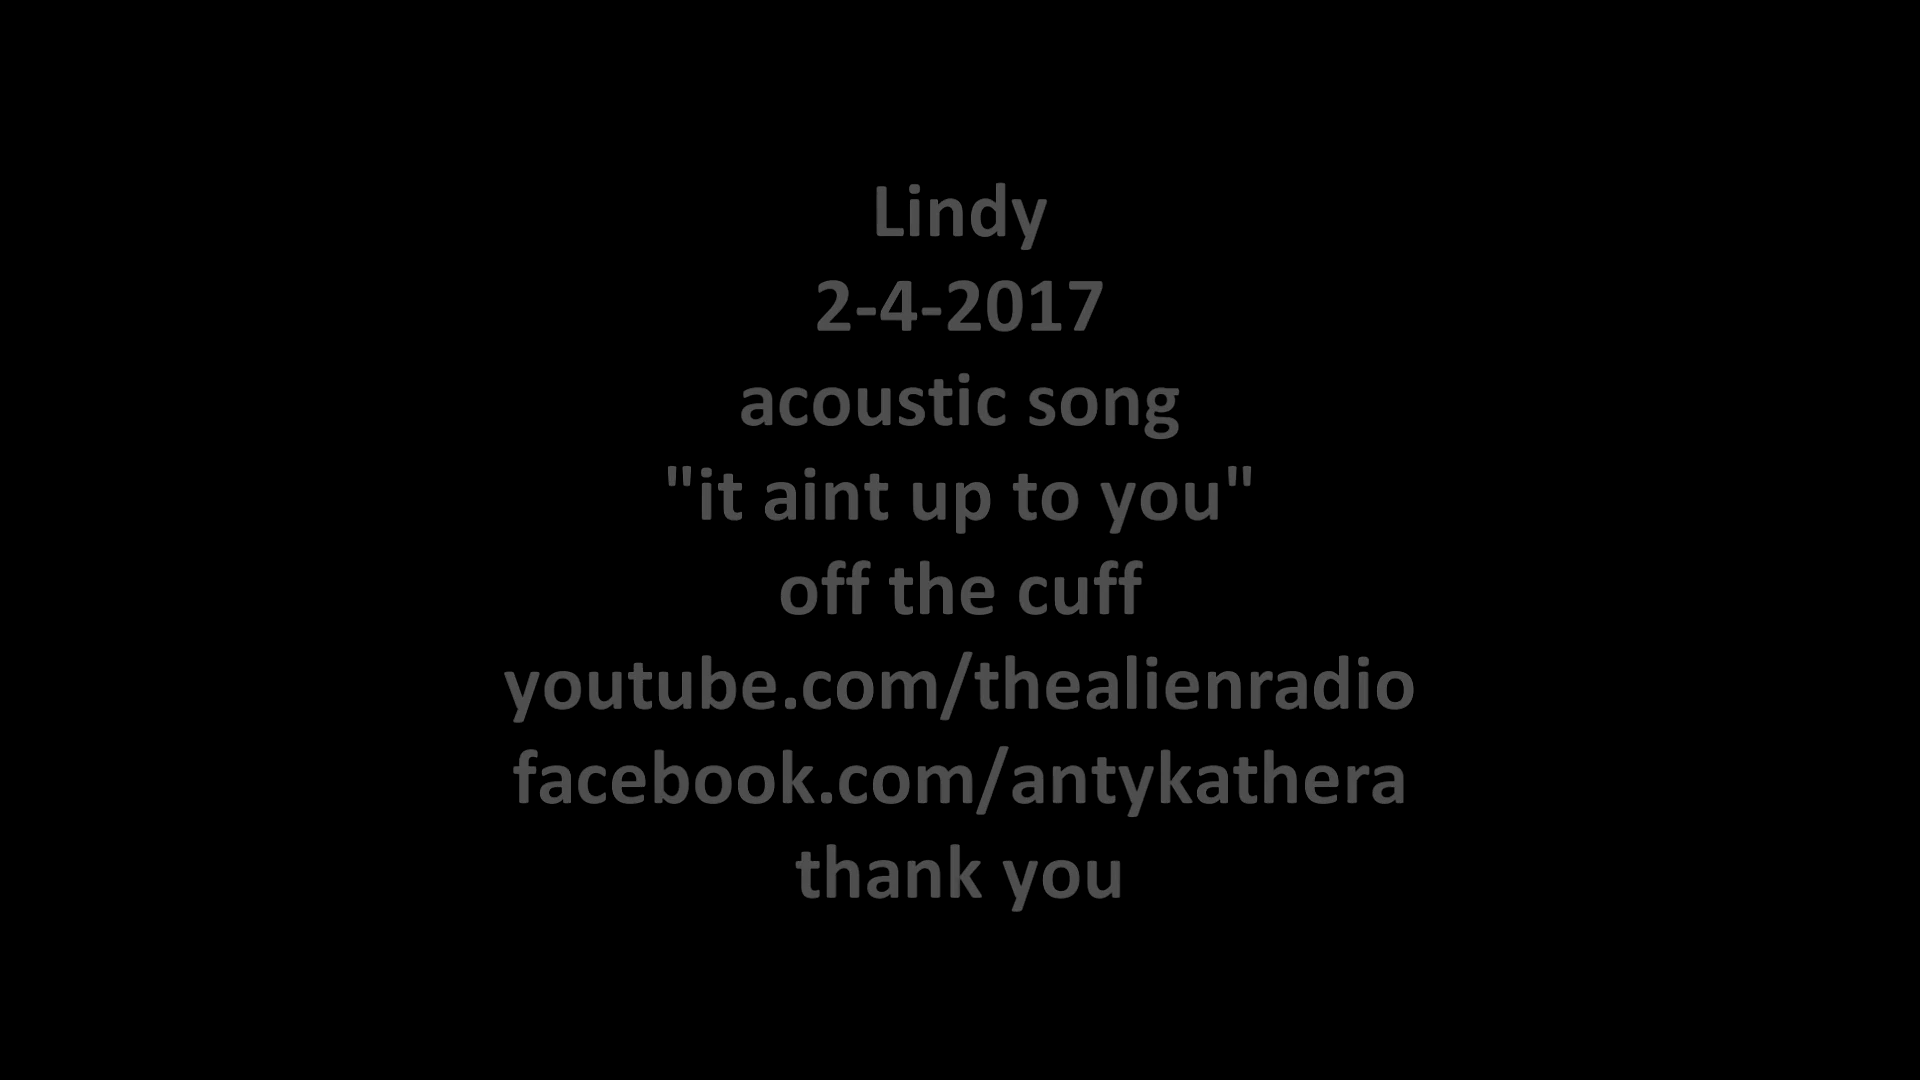 Lindy
2-4-2017
acoustic song
"it aint up to you"
off the cuff
youtube.com/thealienradio
facebook.com/antykathera
thank you